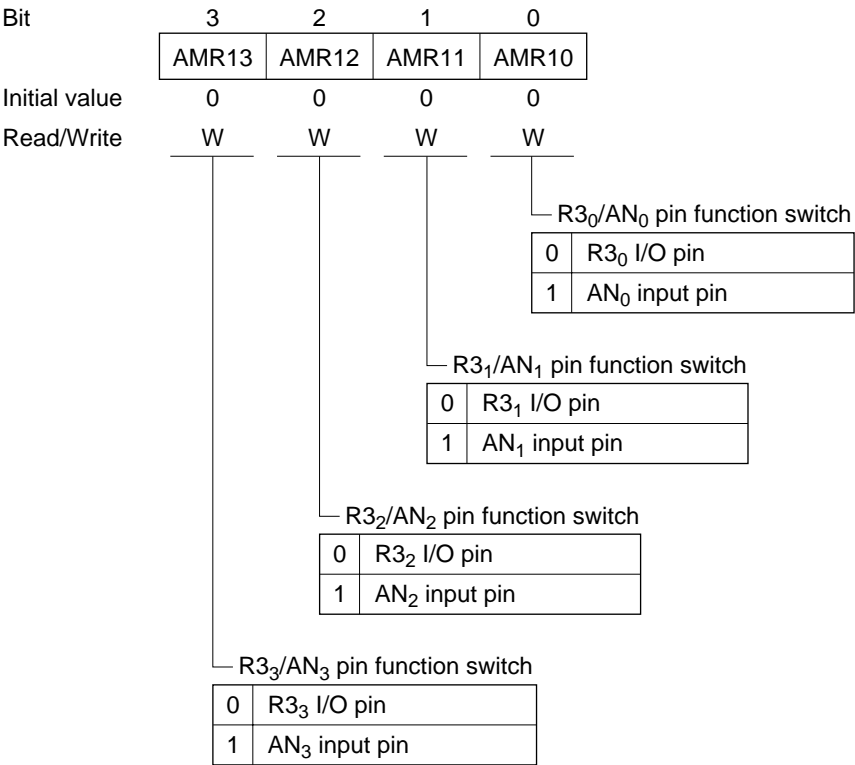 Bit 3 2 1 0
AMR13 AMR12 AMR11 AMR10
Initial value 0 0 0 0
Read/Write W W W W
R3₀/AN₀ pin function switch
0 R3₀ I/O pin
1 AN₀ input pin
R3₁/AN₁ pin function switch
0 R3₁ I/O pin
1 AN₁ input pin
R3₂/AN₂ pin function switch
0 R3₂ I/O pin
1 AN₂ input pin
R3₃/AN₃ pin function switch
0 R3₃ I/O pin
1 AN₃ input pin